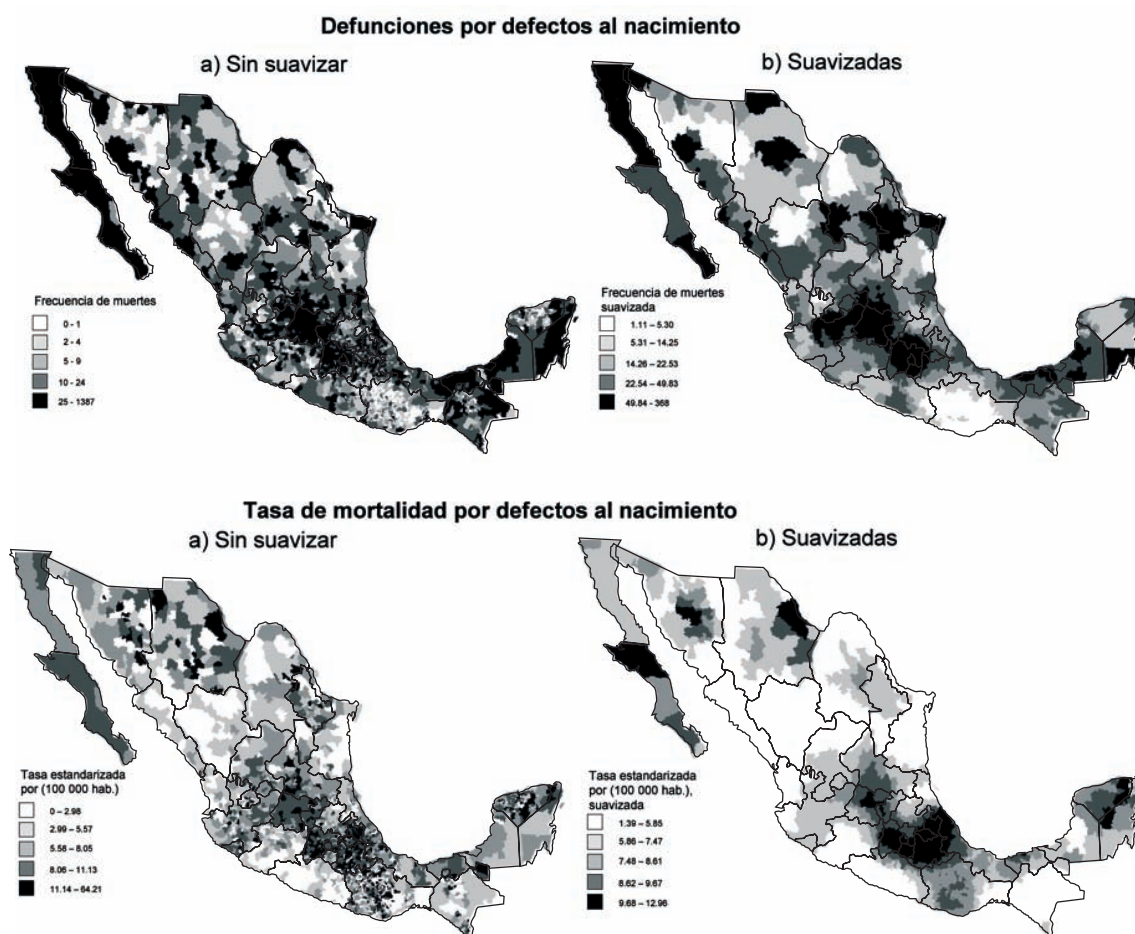 Defunciones por defectos al nacimiento
a) Sin suavizar
b) Suavizadas
Frecuencia de muertes
0 - 1
2 - 4
5 - 9
10 - 24
25 - 1387
Frecuencia de muertes
suavizada
1.11 – 5.30
5.31 – 14.25
14.26 – 22.53
22.54 – 49.83
49.84 - 368
Tasa de mortalidad por defectos al nacimiento
a) Sin suavizar
b) Suavizadas
Tasa estandarizada
por (100 000 hab.)
0 – 2.98
2.99 – 5.57
5.58 – 8.05
8.06 – 11.13
11.14 – 64.21
Tasa estandarizada
por (100 000 hab.),
suavizada
1.39 – 5.85
5.86 – 7.47
7.48 – 8.61
8.62 – 9.67
9.68 – 12.96